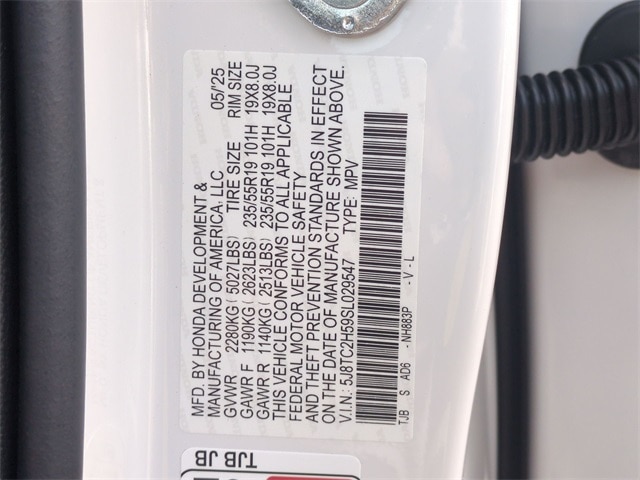 MFD. BY HONDA DEVELOPMENT &
MANUFACTURING OF AMERICA, LLC 05/'25
GVWR 2280KG ( 5027LBS) TIRE SIZE RIM SIZE
GAWR F 1190KG ( 2623LBS) 235/55R19 101H 19X8.0J
GAWR R 1140KG ( 2513LBS) 235/55R19 101H 19X8.0J
THIS VEHICLE CONFORMS TO ALL APPLICABLE
FEDERAL MOTOR VEHICLE SAFETY
AND THEFT PREVENTION STANDARDS IN EFFECT
ON THE DATE OF MANUFACTURE SHOWN ABOVE.
V.I.N.: 5J8TC2H59SL029547 TYPE: MPV
TJB S AD6 - NH883P - V - L
TJB JB